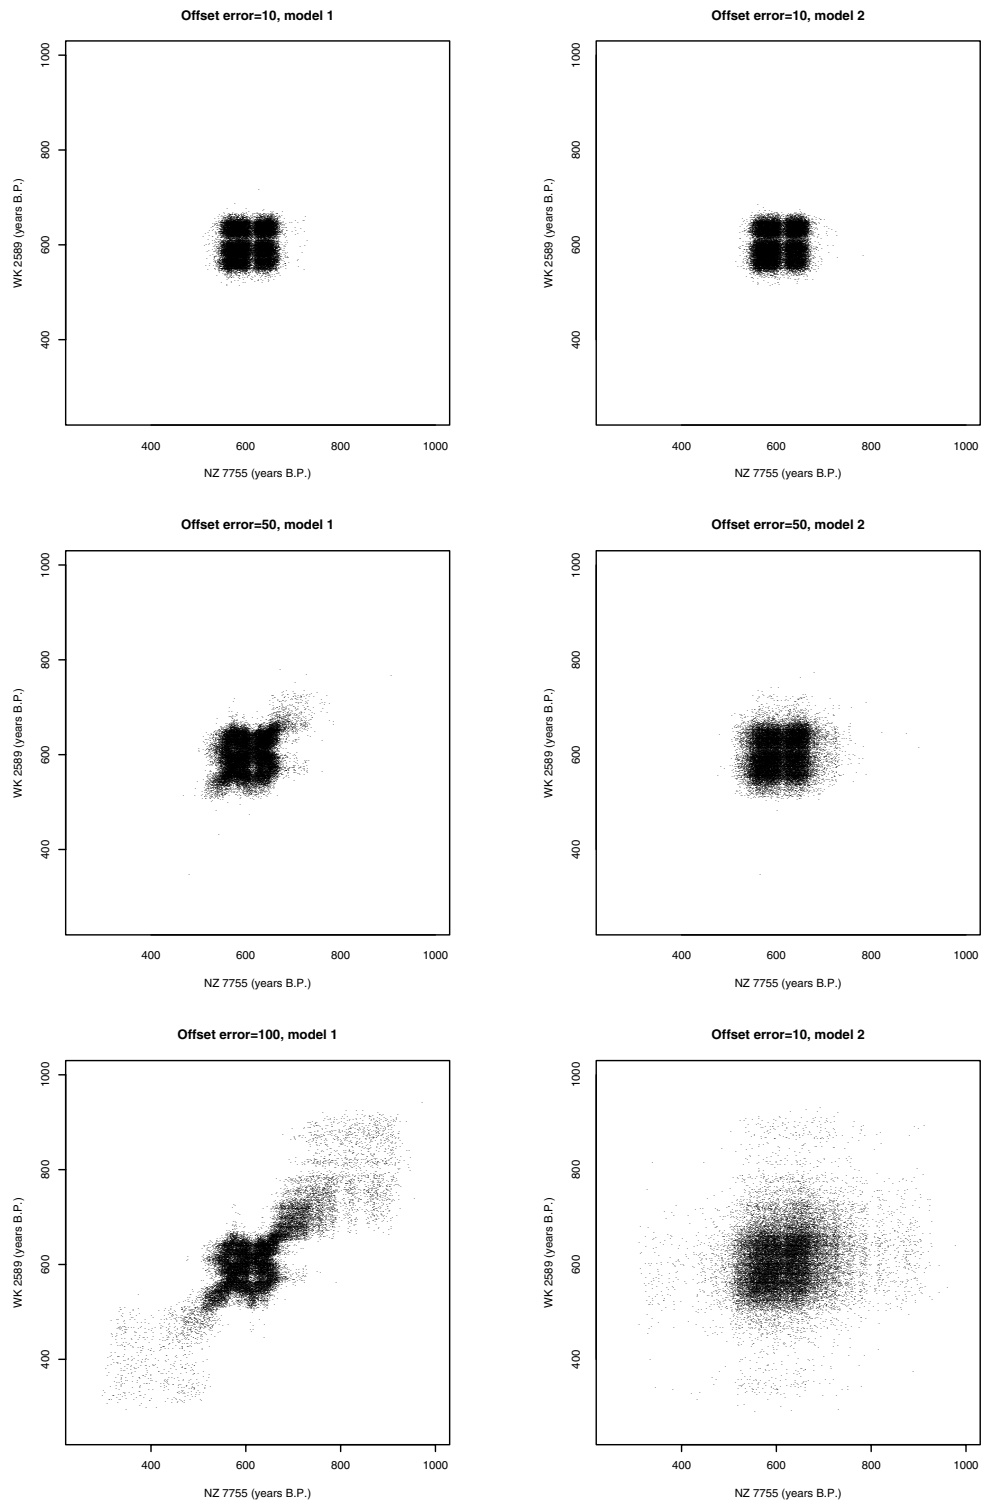 Offset error=10, model 1
Offset error=10, model 2
WK 2589 (years B.P.)
1000
800
600
400
400 600 800 1000
NZ 7755 (years B.P.)
WK 2589 (years B.P.)
1000
800
600
400
400 600 800 1000
NZ 7755 (years B.P.)
Offset error=50, model 1
Offset error=50, model 2
WK 2589 (years B.P.)
1000
800
600
400
400 600 800 1000
NZ 7755 (years B.P.)
WK 2589 (years B.P.)
1000
800
600
400
400 600 800 1000
NZ 7755 (years B.P.)
Offset error=100, model 1
Offset error=10, model 2
WK 2589 (years B.P.)
1000
800
600
400
400 600 800 1000
NZ 7755 (years B.P.)
WK 2589 (years B.P.)
1000
800
600
400
400 600 800 1000
NZ 7755 (years B.P.)